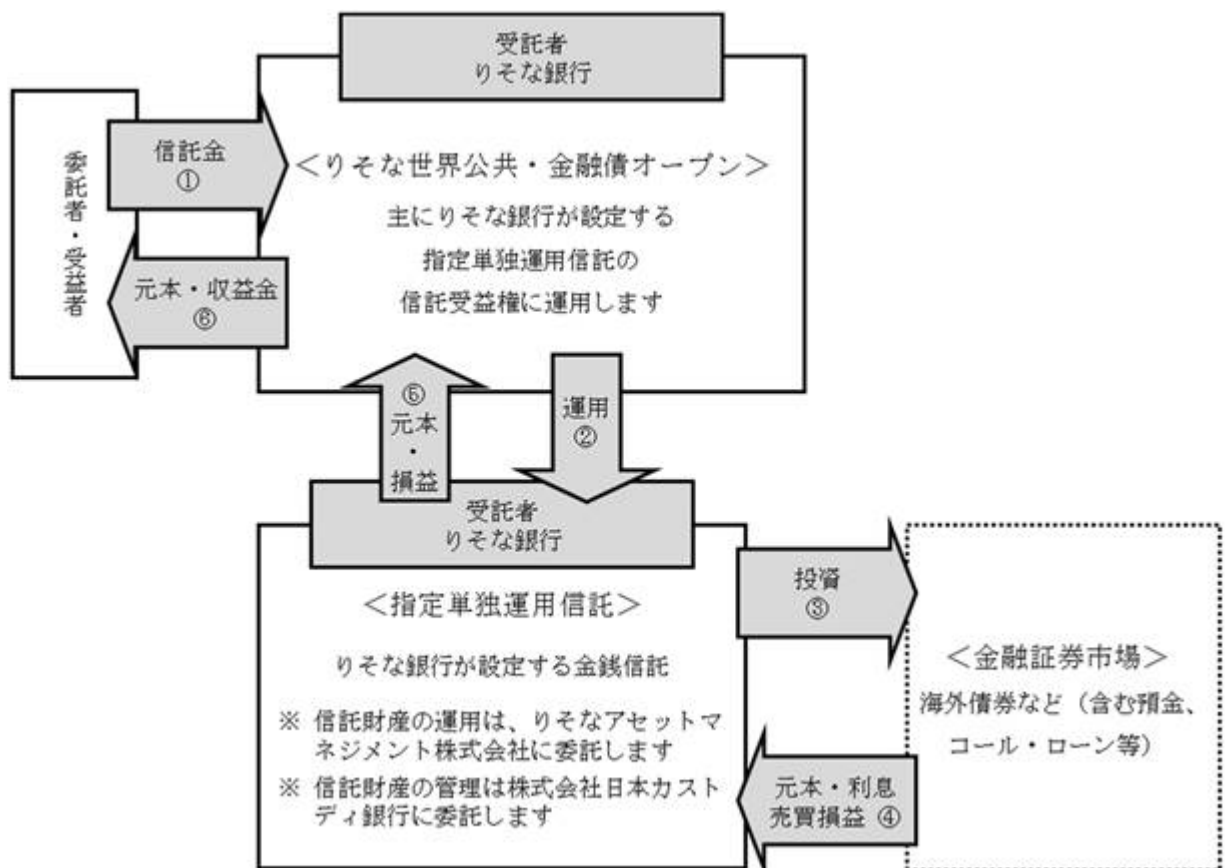 受託者
りそな銀行
委託者・受益者
信託金
①
＜りそな世界公共・金融債オープン＞
主にりそな銀行が設定する
指定単独運用信託の
信託受益権に運用します
元本・収益金
⑥
⑤
元本
・
損益
運用
②
受託者
りそな銀行
＜指定単独運用信託＞
りそな銀行が設定する金銭信託
※ 信託財産の運用は、りそなアセットマ
ネジメント株式会社に委託します
※ 信託財産の管理は株式会社日本カスト
ディ銀行に委託します
投資
③
＜金融証券市場＞
海外債券など（含む預金、
コール・ローン等）
元本・利息
売買損益 ④